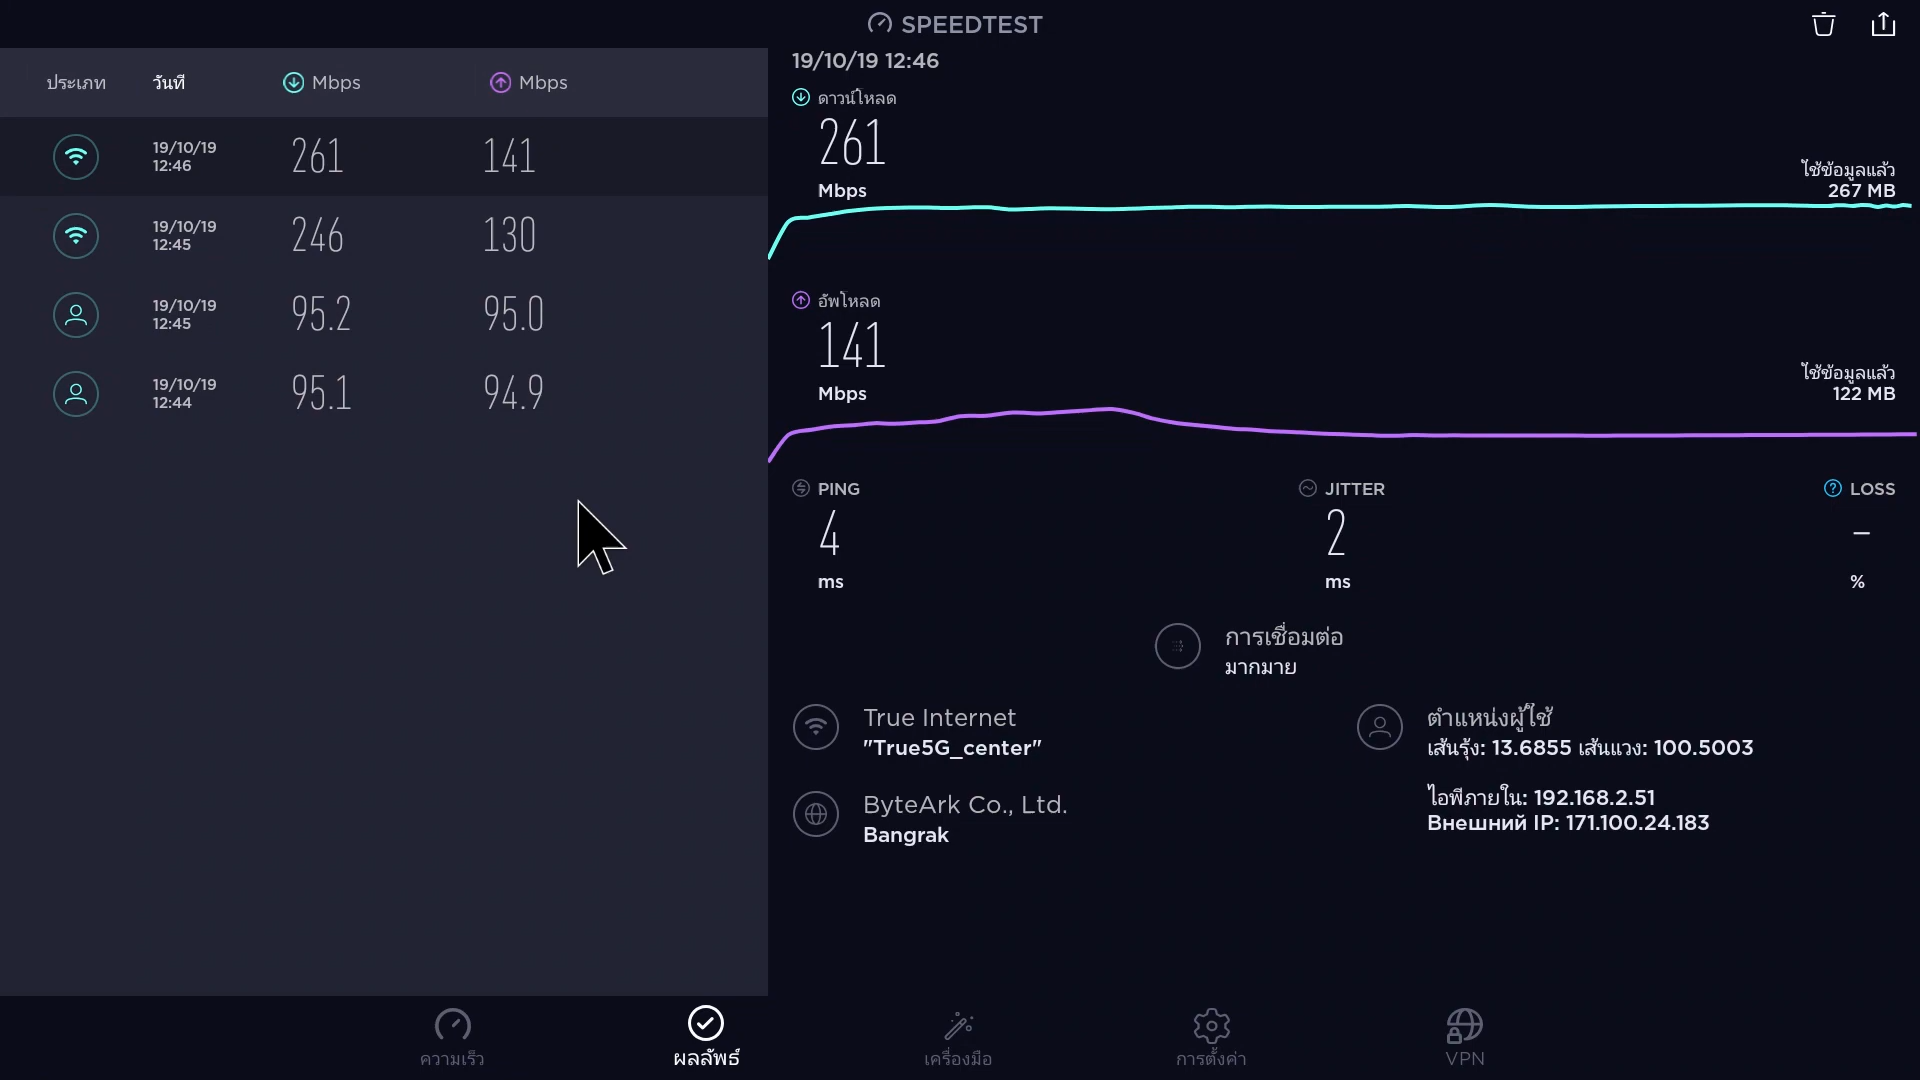 SPEEDTEST
ประเภท วันที่ Mbps Mbps
19/10/19
12:46
261 141
19/10/19
12:45
246 130
19/10/19
12:45
95.2 95.0
19/10/19
12:44
95.1 94.9
19/10/19 12:46
ดาวน์โหลด
261
Mbps
ใช้ข้อมูลแล้ว
267 MB
อัพโหลด
141
Mbps
ใช้ข้อมูลแล้ว
122 MB
PING JITTER ? LOSS
4 2 –
ms ms %
การเชื่อมต่อ
มากมาย
True Internet
"True5G_center"
ตำแหน่งผู้ใช้
เส้นรุ้ง: 13.6855 เส้นแวง: 100.5003
ByteArk Co., Ltd.
Bangrak
ไอพีภายใน: 192.168.2.51
Внешний IP: 171.100.24.183
ความเร็ว ผลลัพธ์ เครื่องมือ การตั้งค่า VPN